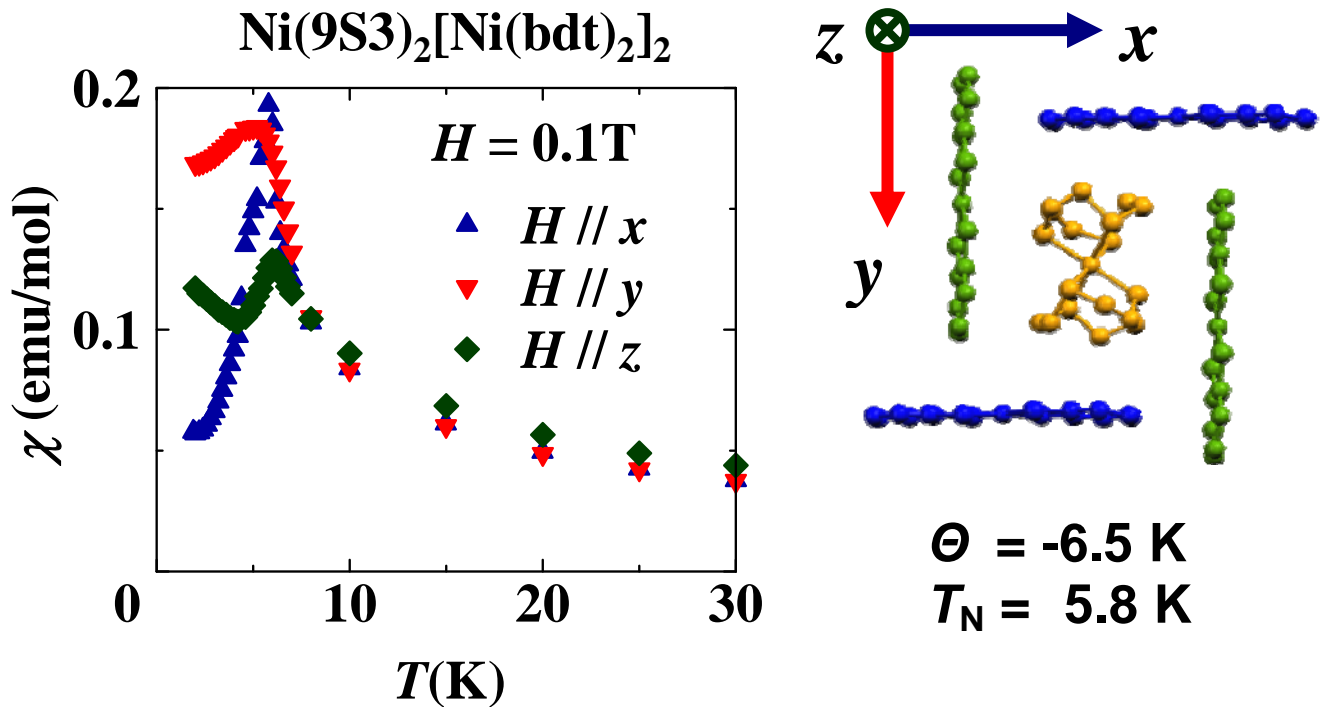 Ni(9S3)₂[Ni(bdt)₂]₂
χ (emu/mol)
0.2
0.1
0
10
20
30
T(K)
H = 0.1T
H // x
H // y
H // z
z
x
y
Θ = -6.5 K
T_N = 5.8 K